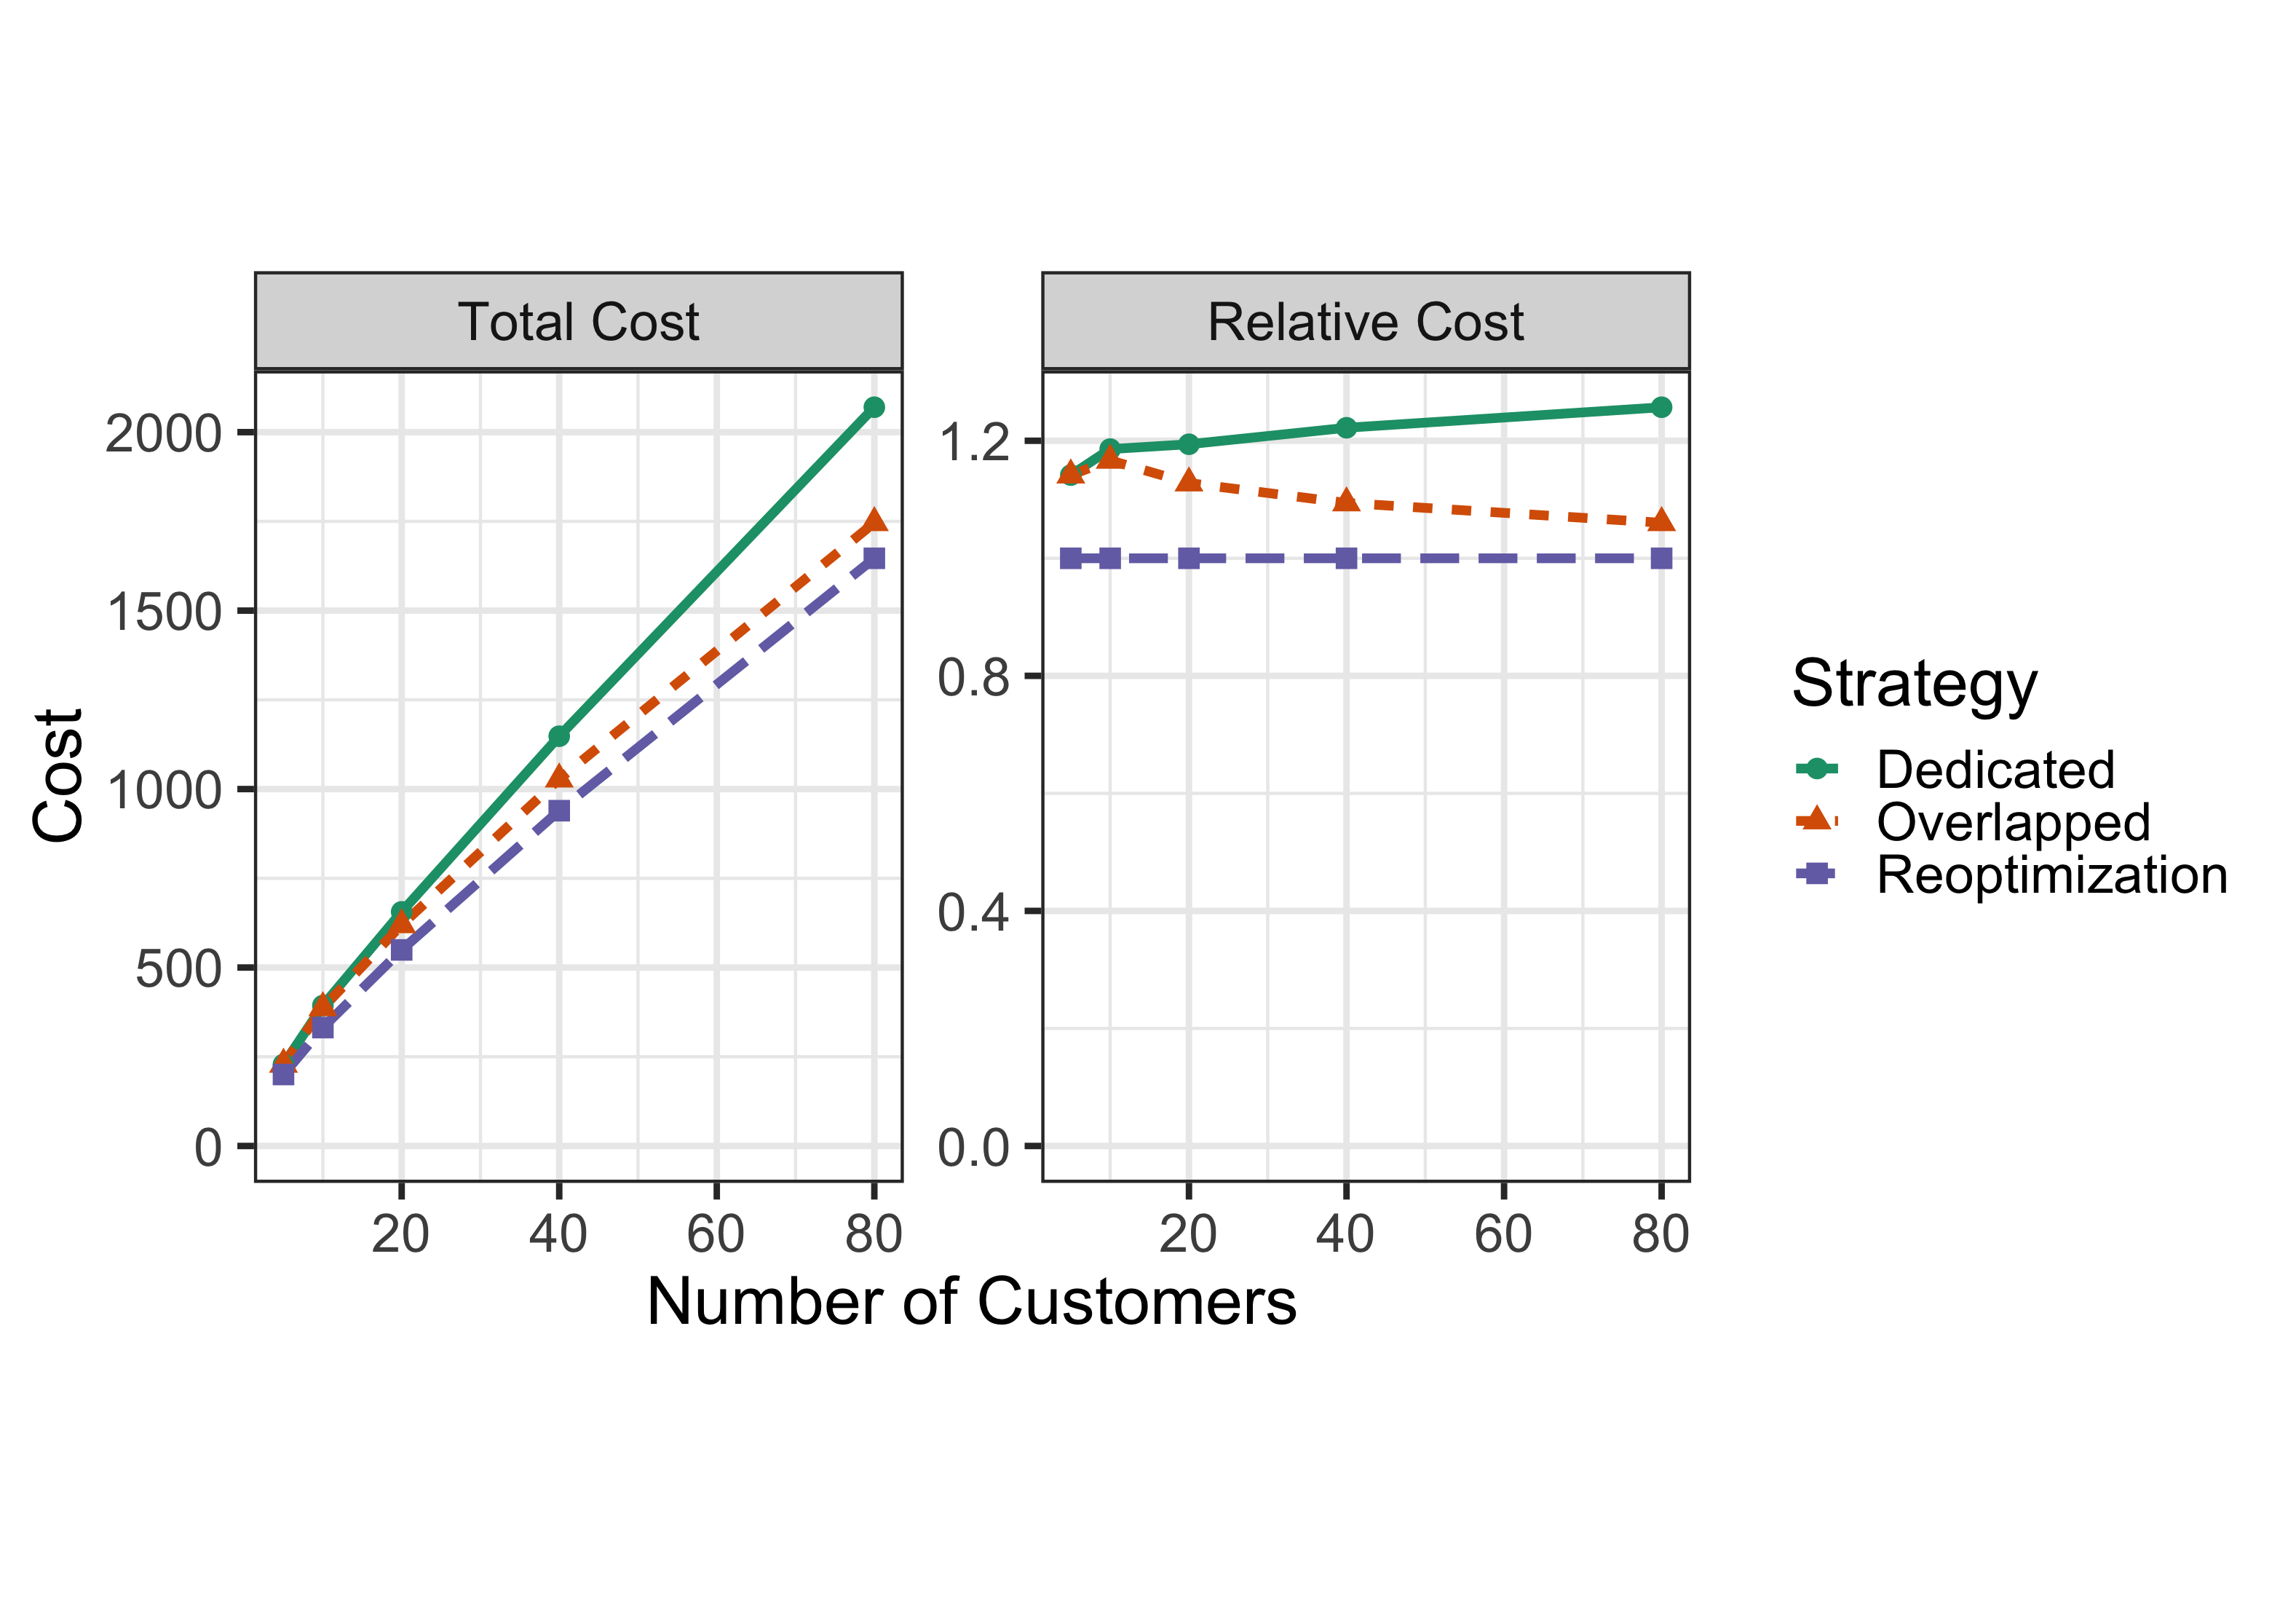 Total Cost
Relative Cost
2000
1500
1000
500
0
1.2
0.8
0.4
0.0
20 40 60 80
20 40 60 80
Cost
Number of Customers
Strategy
Dedicated
Overlapped
Reoptimization